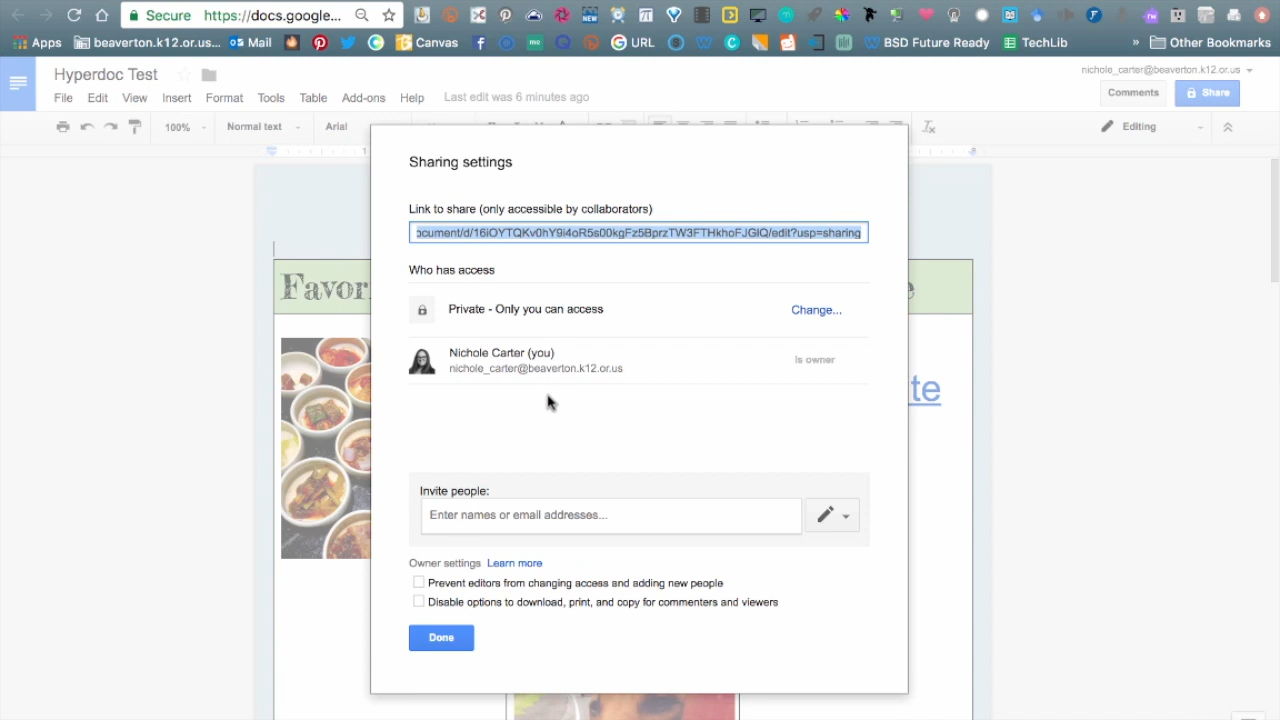 Secure https://docs.google...
NEW
Apps beaverton.k12.or.us... Mail Canvas URL BSD Future Ready TechLib » Other Bookmarks
Hyperdoc Test
nichole_carter@beaverton.k12.or.us
File Edit View Insert Format Tools Table Add-ons Help Last edit was 6 minutes ago
Comments Share
100% Normal text Arial Editing
Sharing settings
Link to share (only accessible by collaborators)
Who has access
Favor
Private - Only you can access Change...
Nichole Carter (you)
nichole_carter@beaverton.k12.or.us Is owner
te
Invite people:
Enter names or email addresses...
Owner settings Learn more
Prevent editors from changing access and adding new people
Disable options to download, print, and copy for commenters and viewers
Done